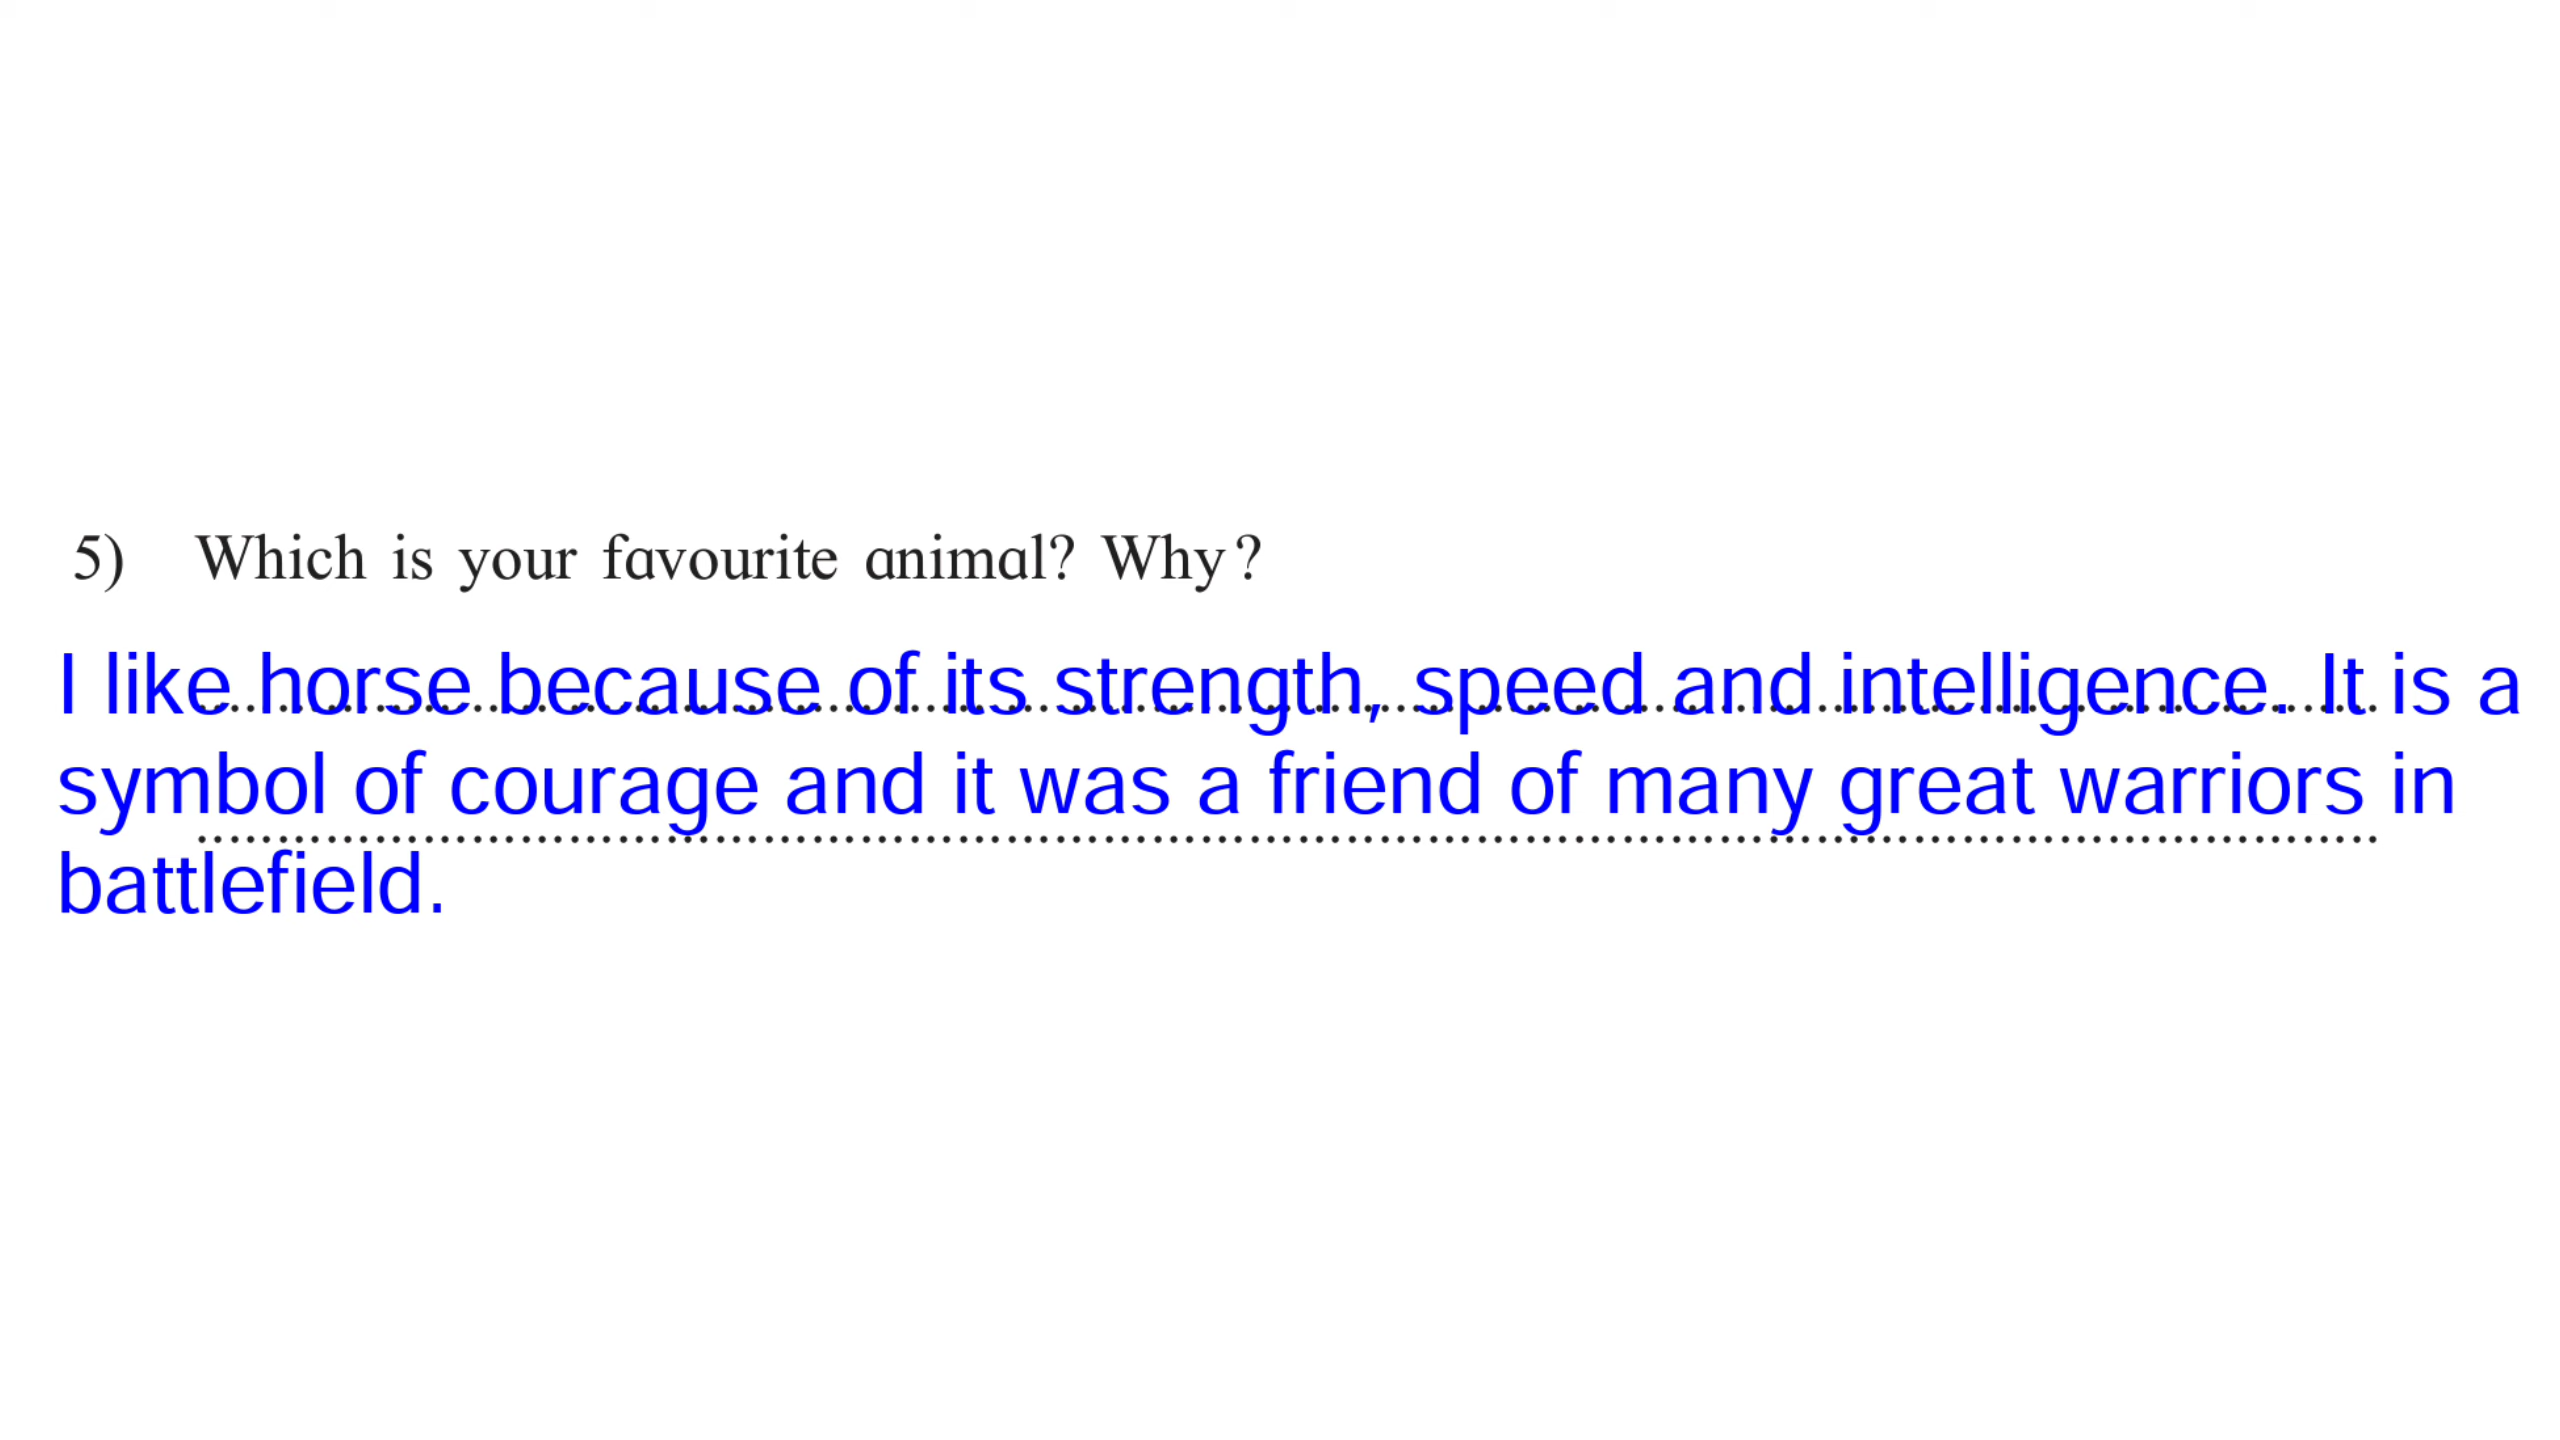 5) Which is your favourite animal? Why?
I like horse because of its strength, speed and intelligence. It is a
symbol of courage and it was a friend of many great warriors in
battlefield.